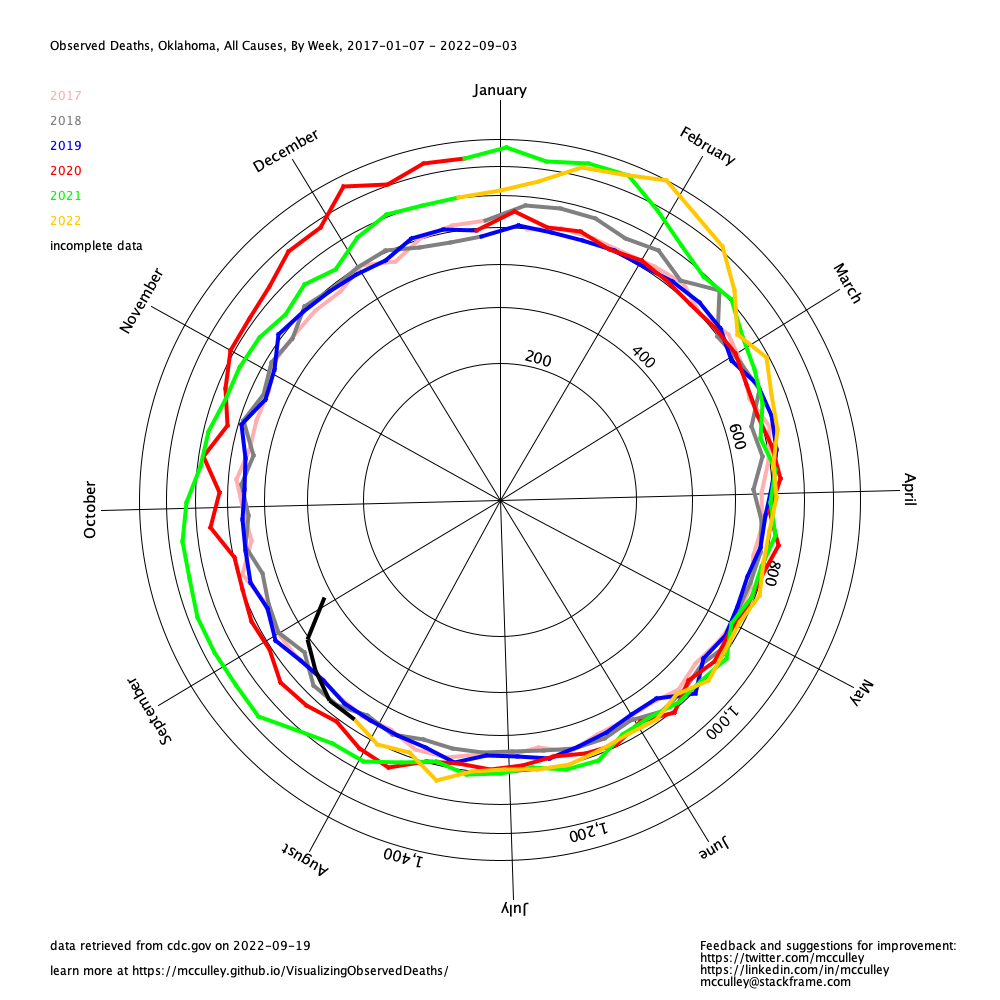 Observed Deaths, Oklahoma, All Causes, By Week, 2017-01-07 - 2022-09-03
2017
2018
2019
2020
2021
2022
incomplete data
January
February
March
April
May
June
July
August
September
October
November
December
200
400
600
800
1,000
1,200
1,400
data retrieved from cdc.gov on 2022-09-19
learn more at https://mcculley.github.io/VisualizingObservedDeaths/
Feedback and suggestions for improvement:
https://twitter.com/mcculley
https://linkedin.com/in/mcculley
mcculley@stackframe.com